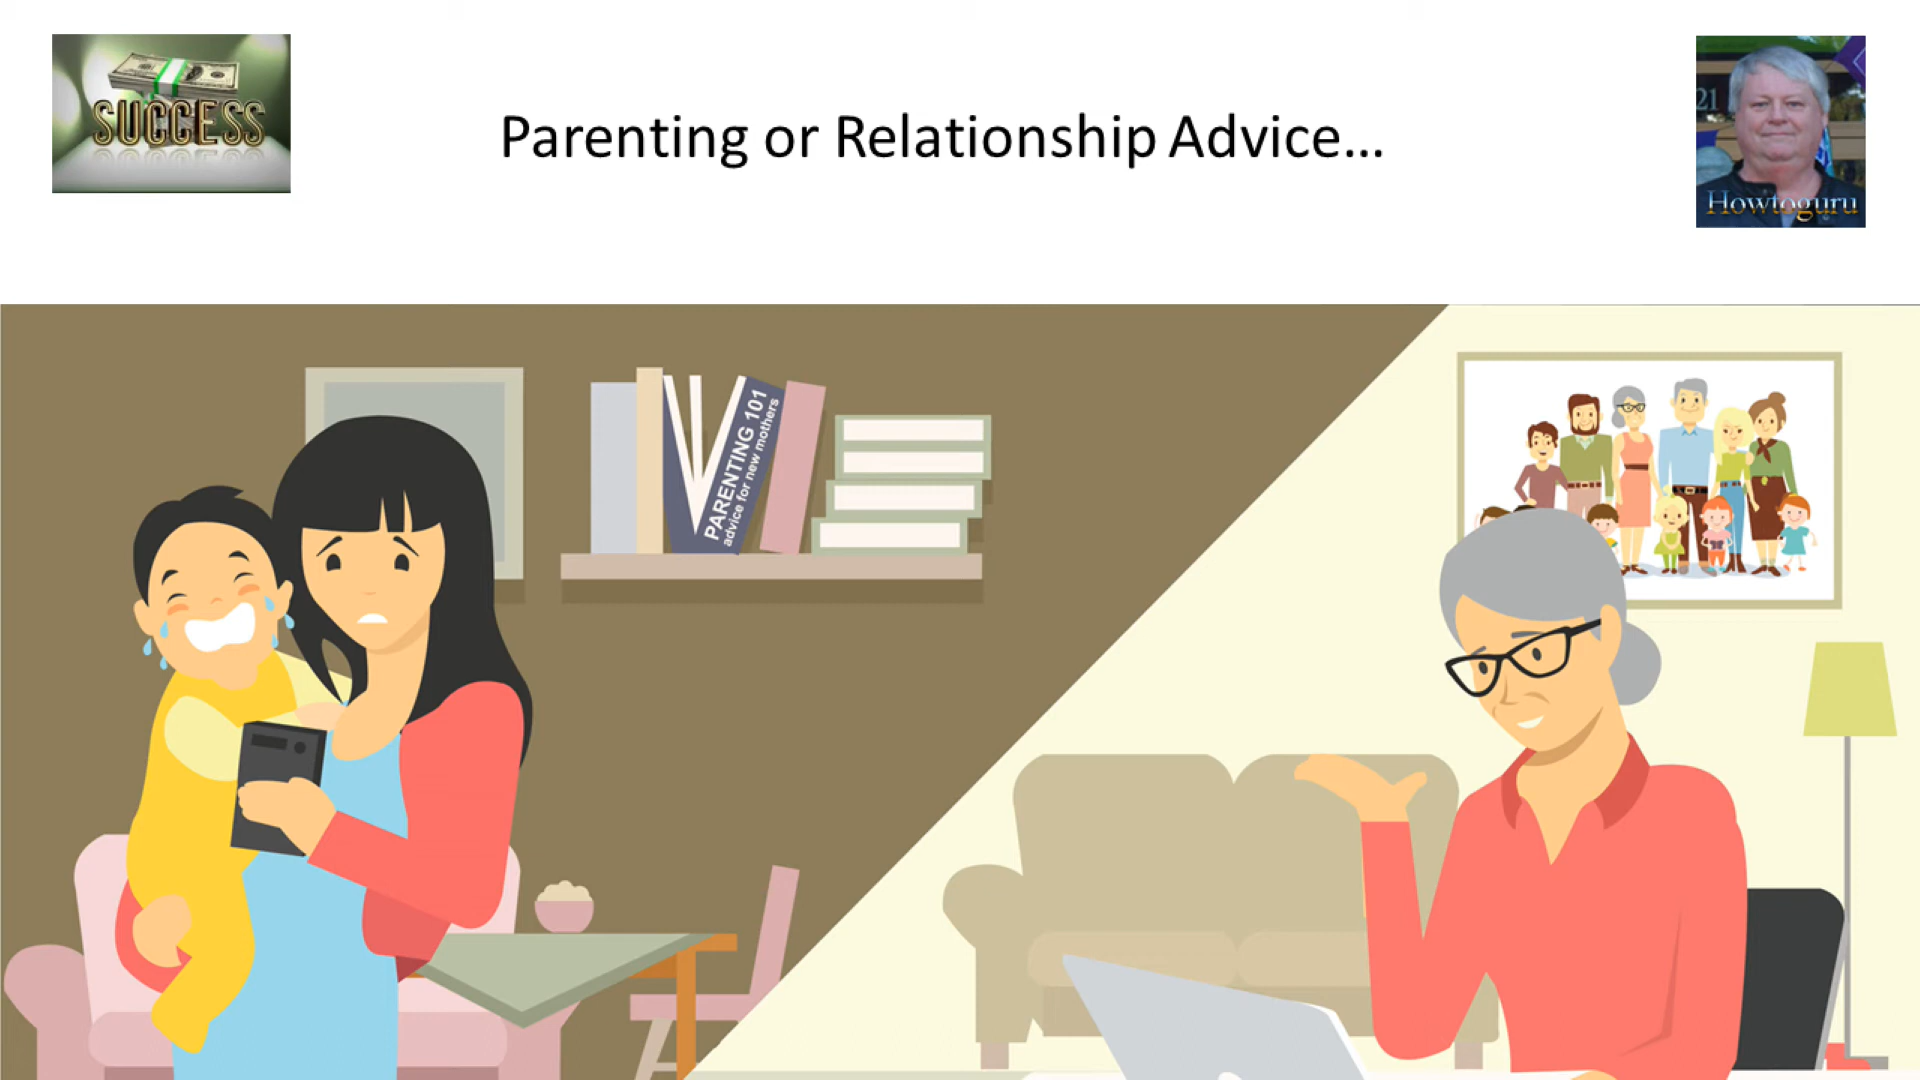 SUCCESS
Parenting or Relationship Advice...
21
Howtoguru
PARENTING 101
advice for new mothers